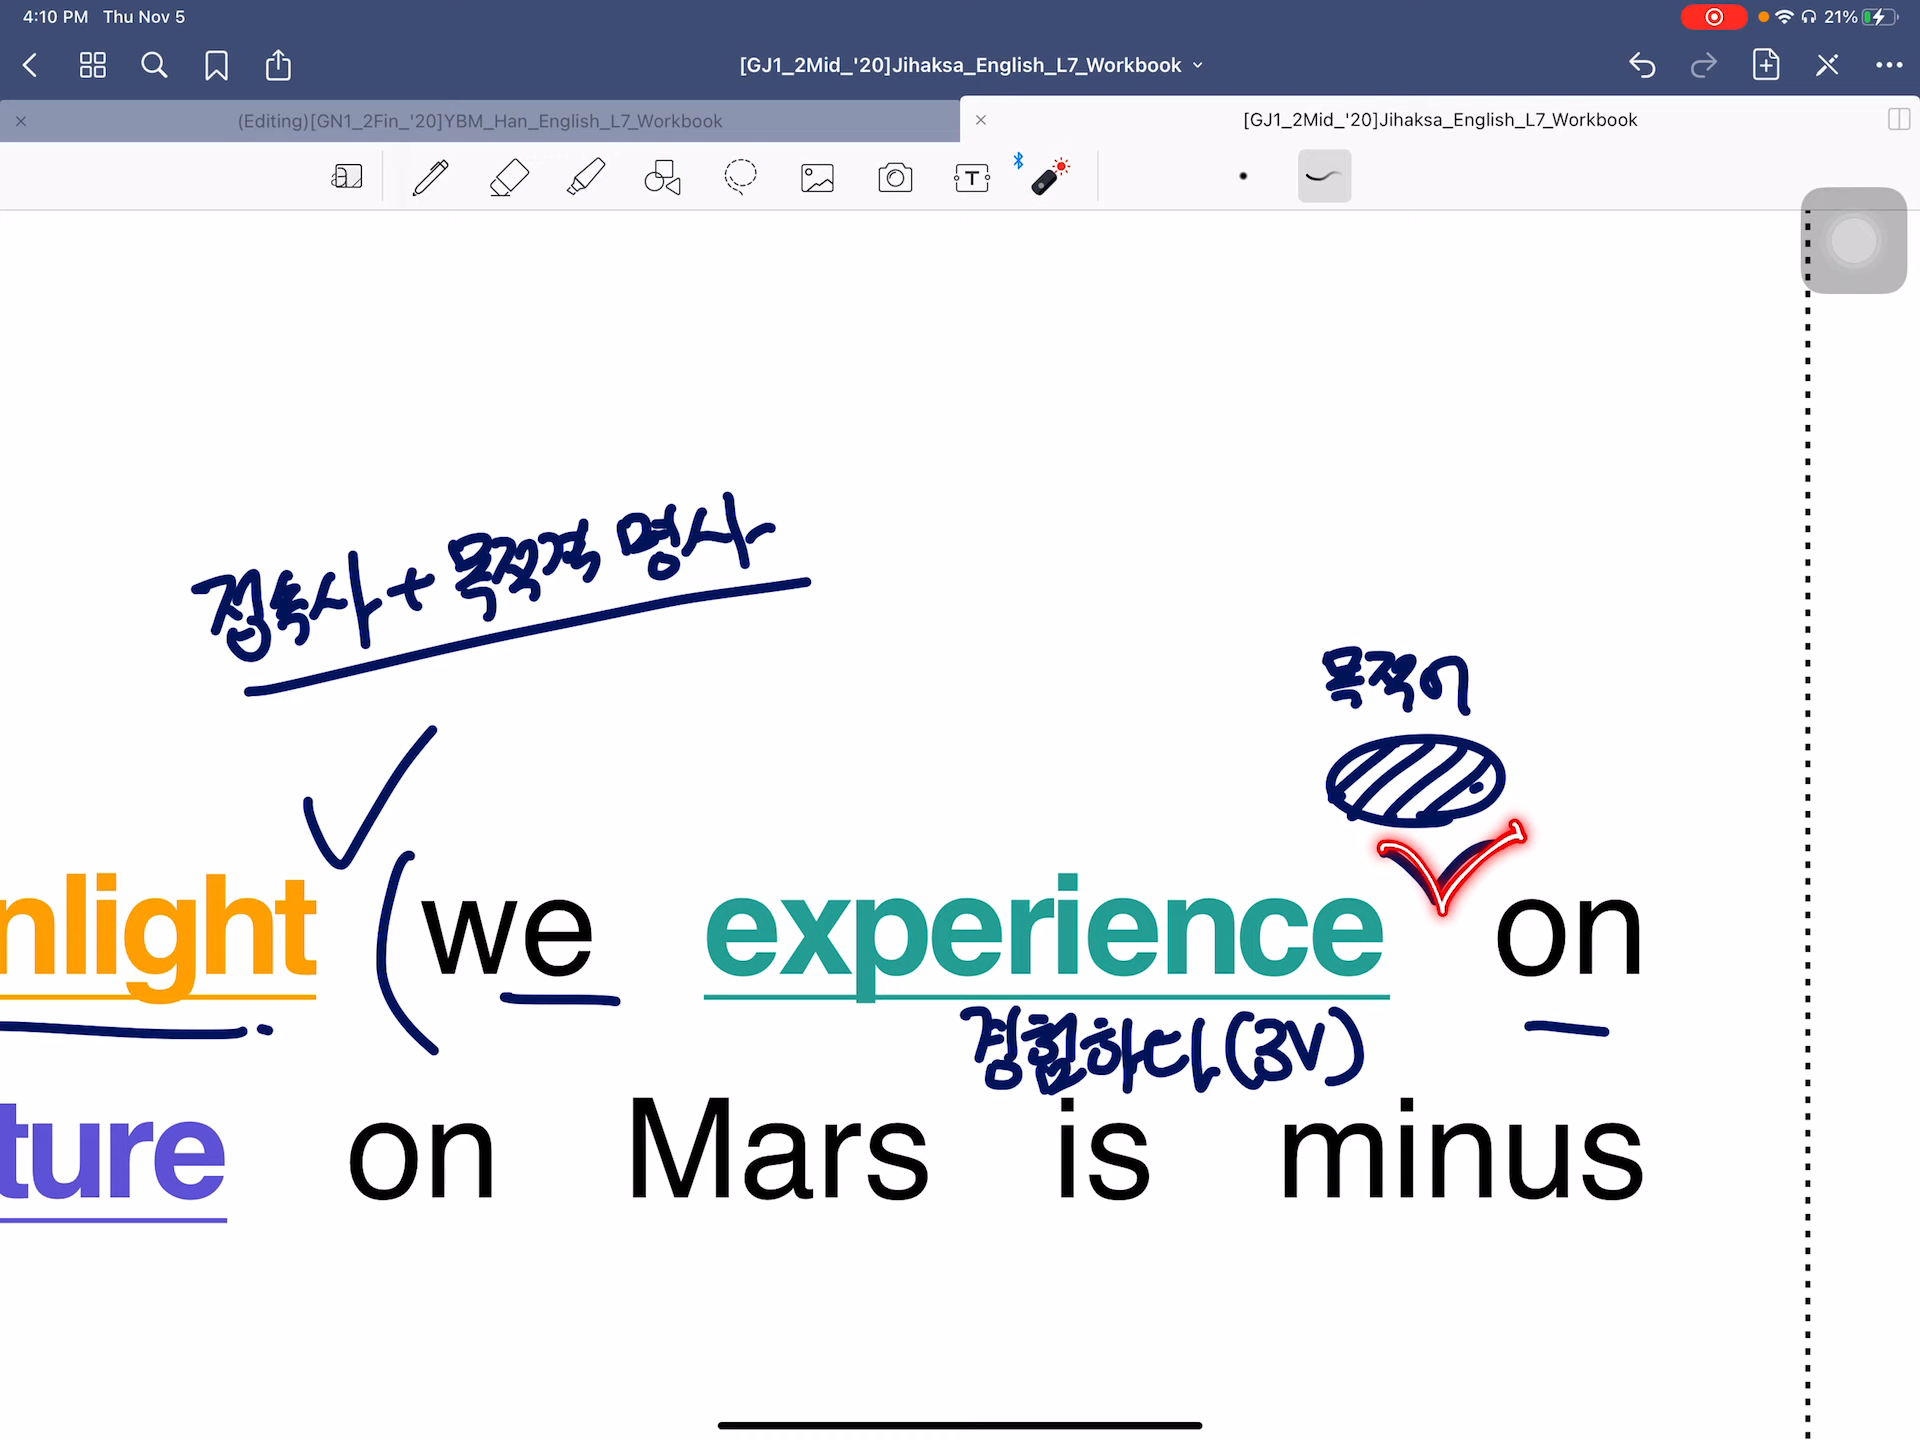 4:10 PM Thu Nov 5
21%
[GJ1_2Mid_'20]Jihaksa_English_L7_Workbook
(Editing)[GN1_2Fin_'20]YBM_Han_English_L7_Workbook
[GJ1_2Mid_'20]Jihaksa_English_L7_Workbook
접속사 + 목적격 명사
목적어
nlight (we experience on
경험하다 (3V)
ture on Mars is minus